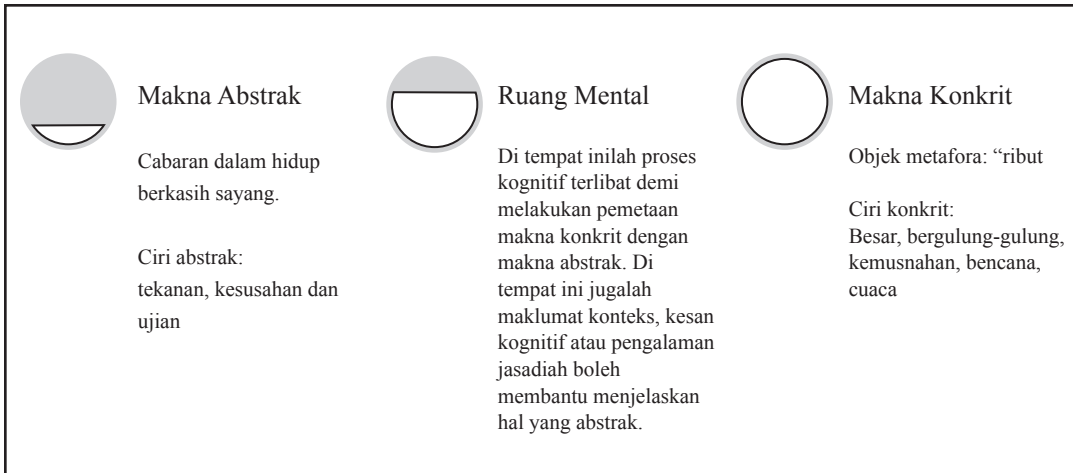 Makna Abstrak
Cabaran dalam hidup
berkasih sayang.
Ciri abstrak:
tekanan, kesusahan dan
ujian
Ruang Mental
Di tempat inilah proses
kognitif terlibat demi
melakukan pemetaan
makna konkrit dengan
makna abstrak. Di
tempat ini jugalah
maklumat konteks, kesan
kognitif atau pengalaman
jasadiah boleh
membantu menjelaskan
hal yang abstrak.
Makna Konkrit
Objek metafora: “ribut
Ciri konkrit:
Besar, bergulung-gulung,
kemusnahan, bencana,
cuaca